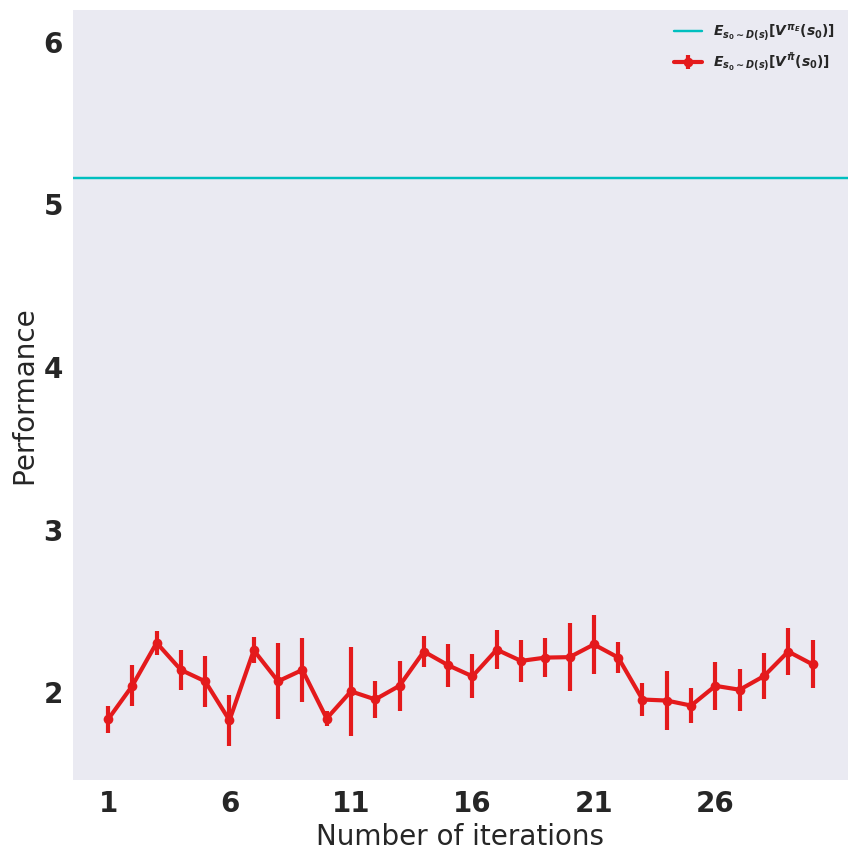 E_{s_0∼D(s)}[V^{π_E}(s_0)]
E_{s_0∼D(s)}[V^{π̂}(s_0)]
6
5
4
3
2
Performance
1 6 11 16 21 26
Number of iterations